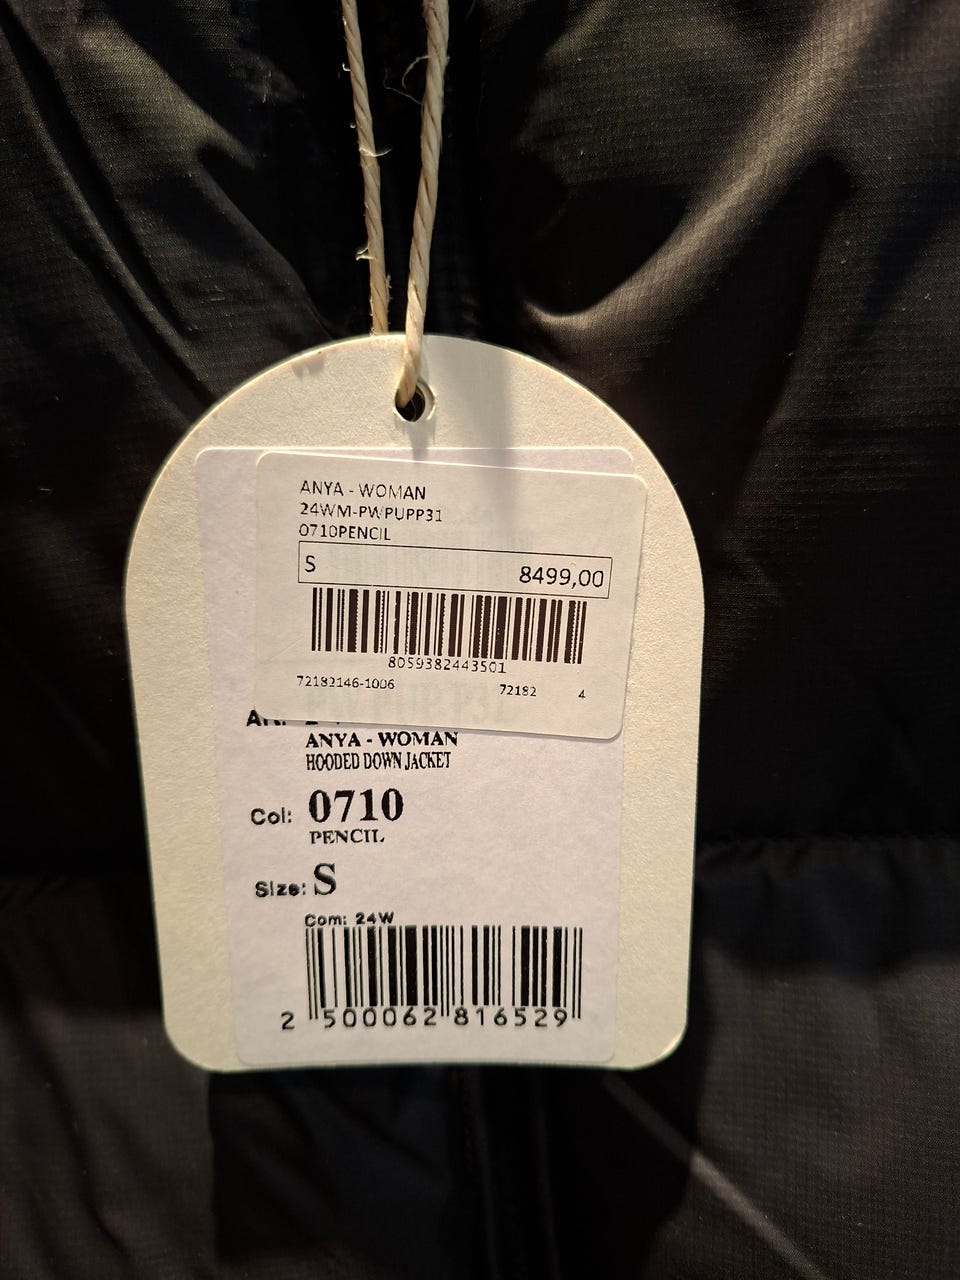 ANYA - WOMAN
24WM-PWPUPP31
0710PENCIL
S 8499,00
8059382443501
72182146-1006 72182 4
ANYA - WOMAN
HOODED DOWN JACKET
Col: 0710
PENCIL
Size: S
Com: 24W
2 500062 816529